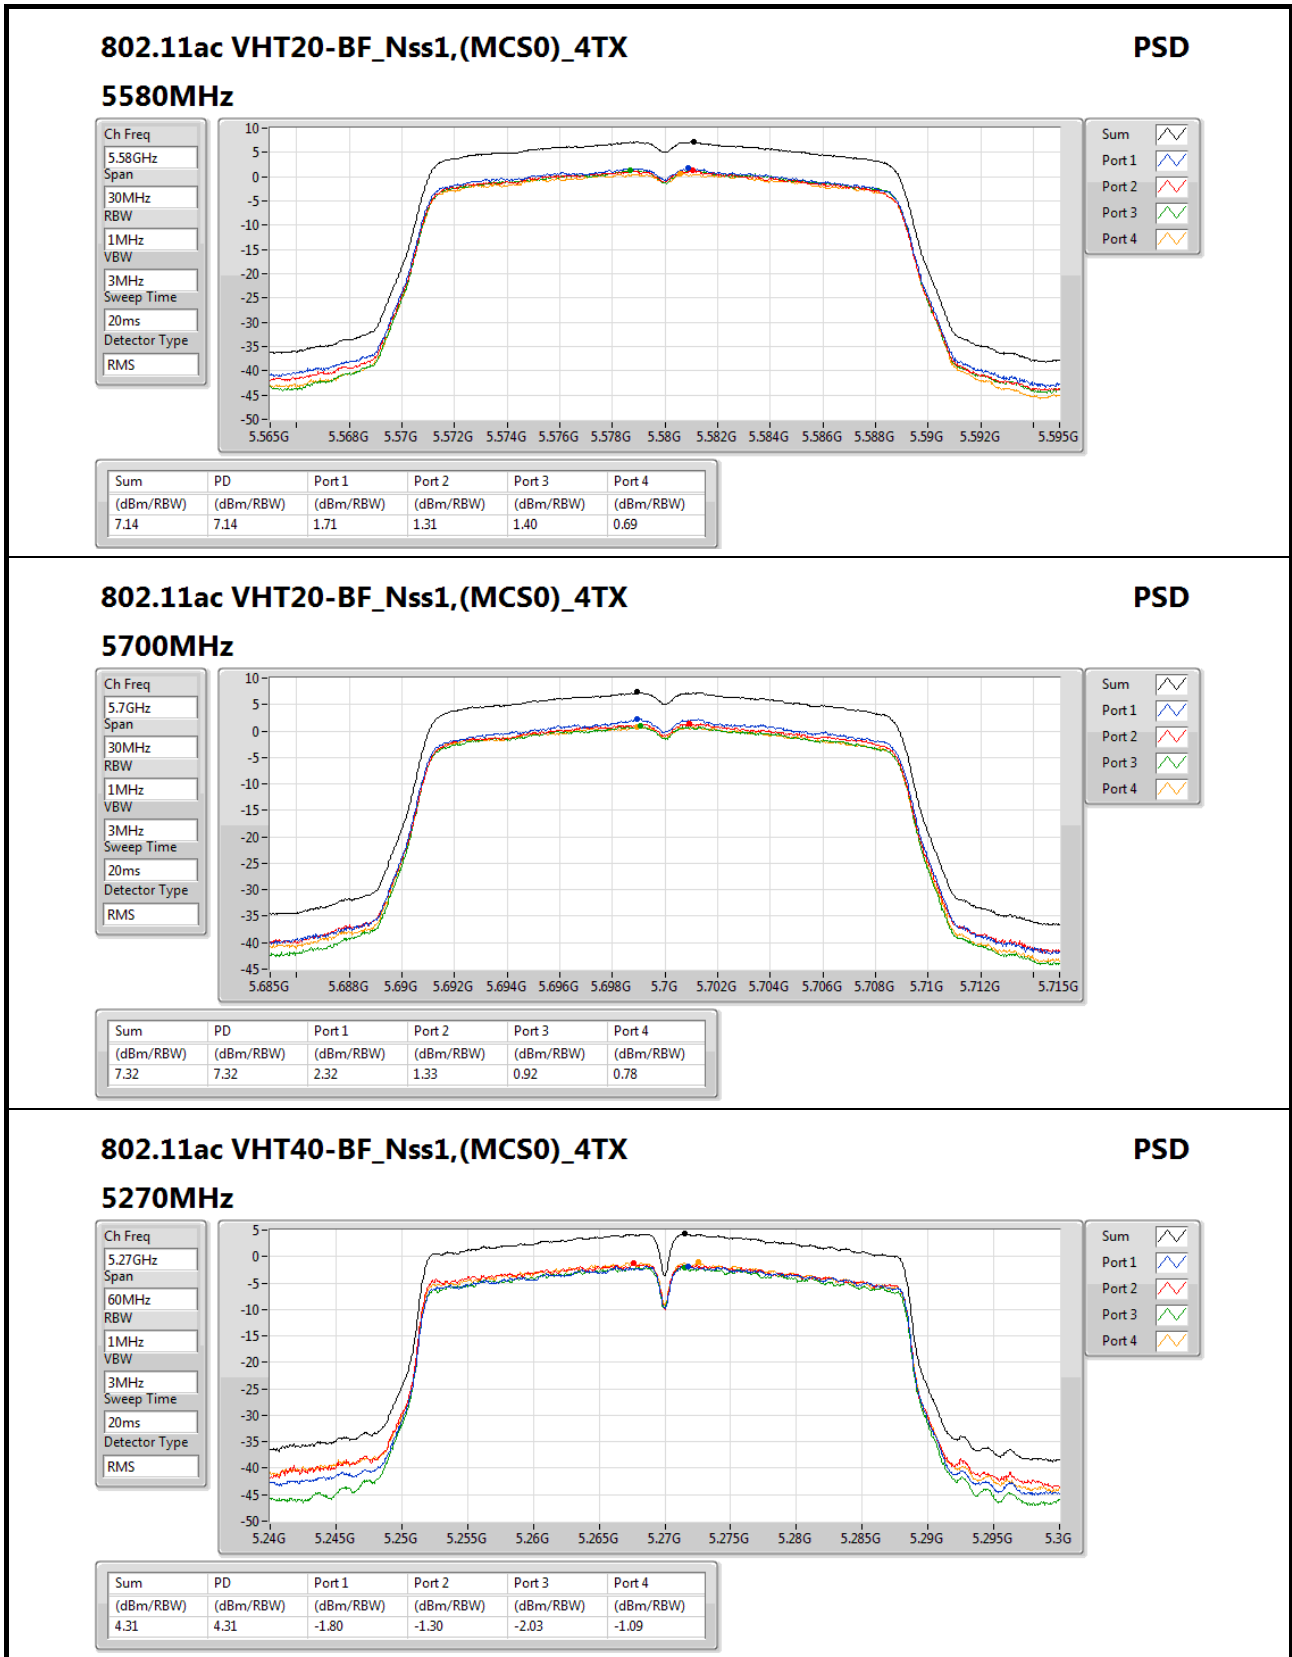 802.11ac VHT20-BF_Nss1,(MCS0)_4TX PSD
5580MHz
Ch Freq
5.58GHz
Span
30MHz
RBW
1MHz
VBW
3MHz
Sweep Time
20ms
Detector Type
RMS
10
5
0
-5
-10
-15
-20
-25
-30
-35
-40
-45
-50
5.565G 5.568G 5.57G 5.572G 5.574G 5.576G 5.578G 5.58G 5.582G 5.584G 5.586G 5.588G 5.59G 5.592G 5.595G
Sum
Port 1
Port 2
Port 3
Port 4
Sum PD Port 1 Port 2 Port 3 Port 4
(dBm/RBW) (dBm/RBW) (dBm/RBW) (dBm/RBW) (dBm/RBW) (dBm/RBW)
7.14 7.14 1.71 1.31 1.40 0.69
802.11ac VHT20-BF_Nss1,(MCS0)_4TX PSD
5700MHz
Ch Freq
5.7GHz
Span
30MHz
RBW
1MHz
VBW
3MHz
Sweep Time
20ms
Detector Type
RMS
10
5
0
-5
-10
-15
-20
-25
-30
-35
-40
-45
5.685G 5.688G 5.69G 5.692G 5.694G 5.696G 5.698G 5.7G 5.702G 5.704G 5.706G 5.708G 5.71G 5.712G 5.715G
Sum
Port 1
Port 2
Port 3
Port 4
Sum PD Port 1 Port 2 Port 3 Port 4
(dBm/RBW) (dBm/RBW) (dBm/RBW) (dBm/RBW) (dBm/RBW) (dBm/RBW)
7.32 7.32 2.32 1.33 0.92 0.78
802.11ac VHT40-BF_Nss1,(MCS0)_4TX PSD
5270MHz
Ch Freq
5.27GHz
Span
60MHz
RBW
1MHz
VBW
3MHz
Sweep Time
20ms
Detector Type
RMS
5
0
-5
-10
-15
-20
-25
-30
-35
-40
-45
-50
5.24G 5.245G 5.25G 5.255G 5.26G 5.265G 5.27G 5.275G 5.28G 5.285G 5.29G 5.295G 5.3G
Sum
Port 1
Port 2
Port 3
Port 4
Sum PD Port 1 Port 2 Port 3 Port 4
(dBm/RBW) (dBm/RBW) (dBm/RBW) (dBm/RBW) (dBm/RBW) (dBm/RBW)
4.31 4.31 -1.80 -1.30 -2.03 -1.09